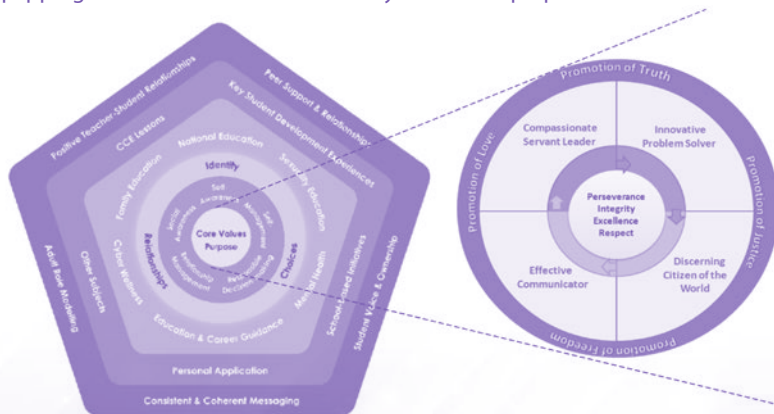 Positive Teacher-Student Relationships
Peer Support & Relationship
CCE Lessons
Key Student Development Experiences
National Education
Family Education
Sexuality Education
Identify
Self
Awareness
Self
Management
Social
Awareness
Core Values
Purpose
Relationships
Choices
Relationship
Management
Responsible
Decision Making
Cyber Wellness
Mental Health
Education & Career Guidance
Adult Role Modelling
Other Subjects
School-based Initiatives
Student Voice & Ownership
Personal Application
Consistent & Coherent Messaging
Promotion of Truth
Promotion of Love
Promotion of Justice
Promotion of Freedom
Compassionate
Servant Leader
Innovative
Problem Solver
Perseverance
Integrity
Excellence
Respect
Effective
Communicator
Discerning
Citizen of the
World